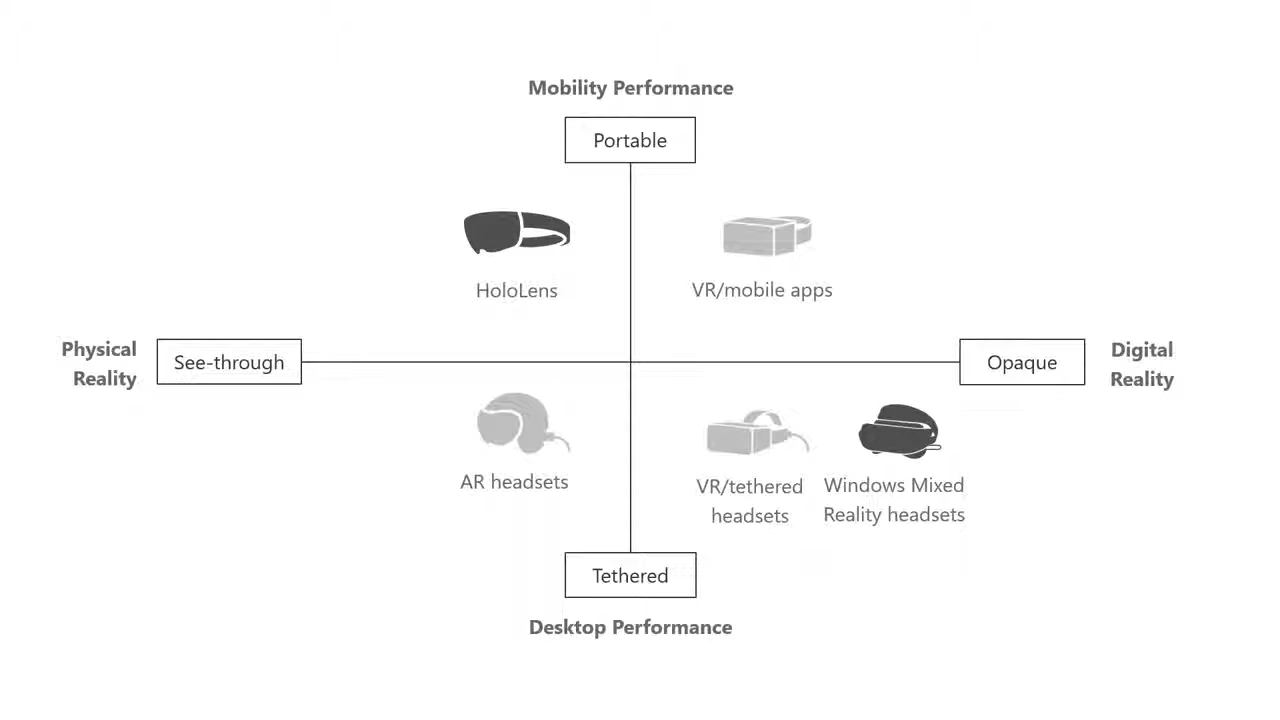 Mobility Performance
Portable
HoloLens
VR/mobile apps
Physical
Reality
See-through
Opaque
Digital
Reality
AR headsets
VR/tethered
headsets
Windows Mixed
Reality headsets
Tethered
Desktop Performance